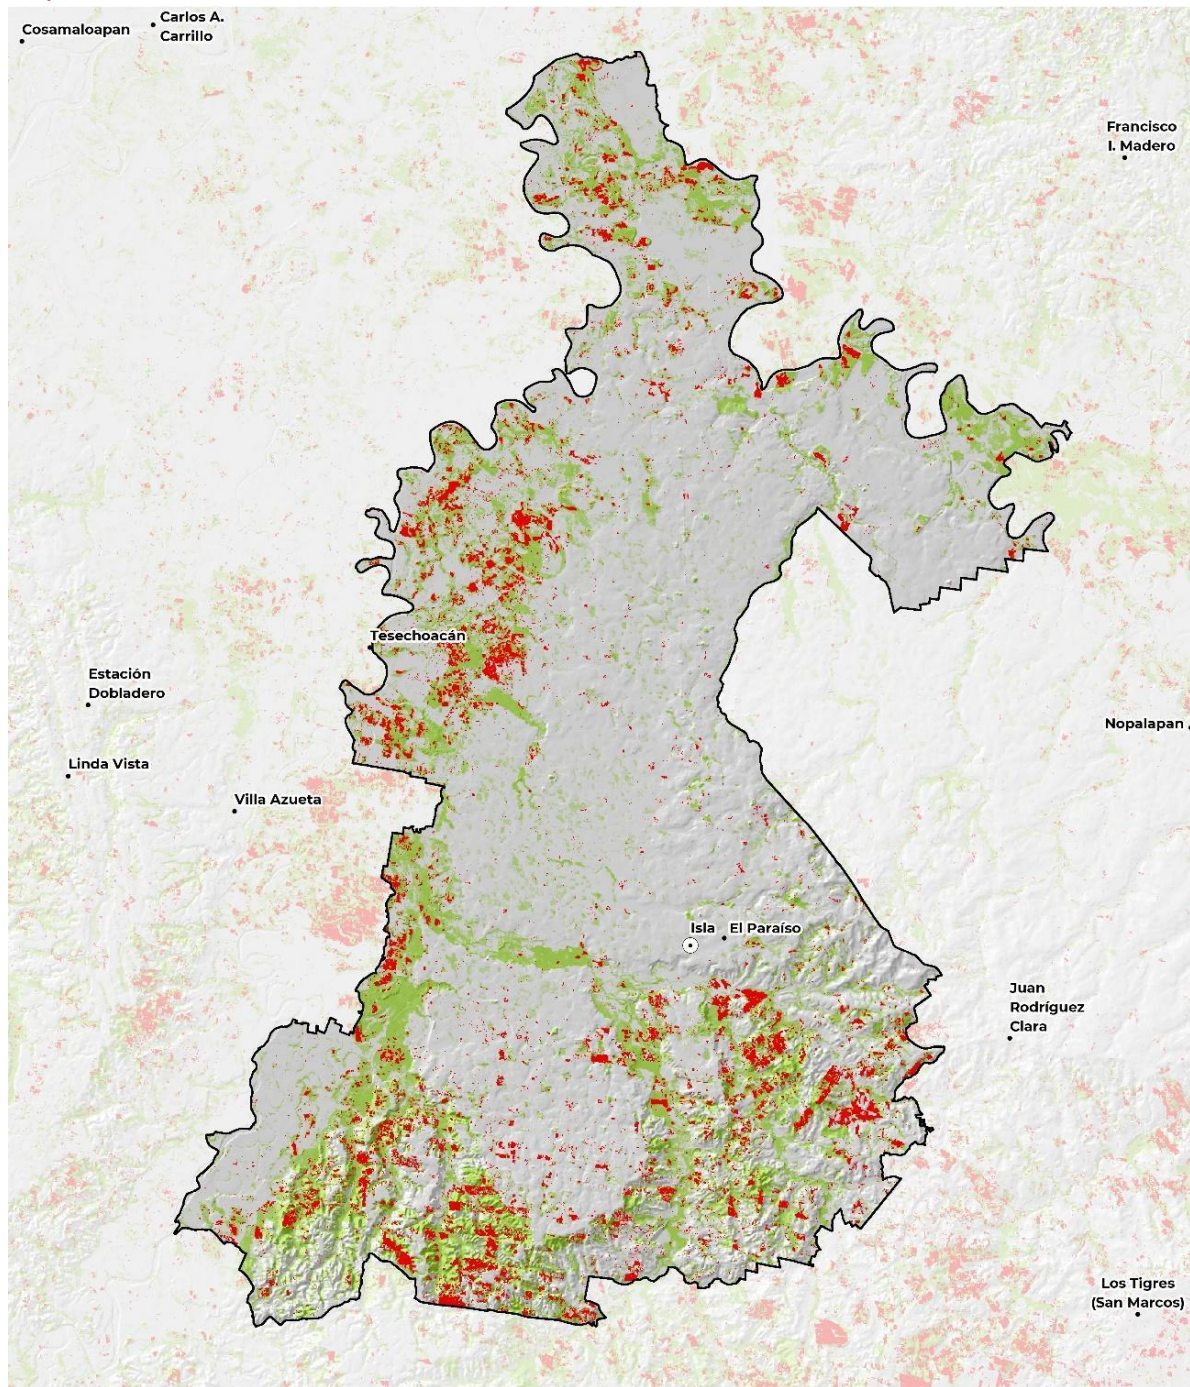 Carlos A.
Carrillo
Cosamaloapan
Francisco
I. Madero
Tesechoacán
Estación
Dobladero
Nopalapan
Linda Vista
Villa Azueta
Isla
El Paraíso
Juan
Rodríguez
Clara
Los Tigres
(San Marcos)